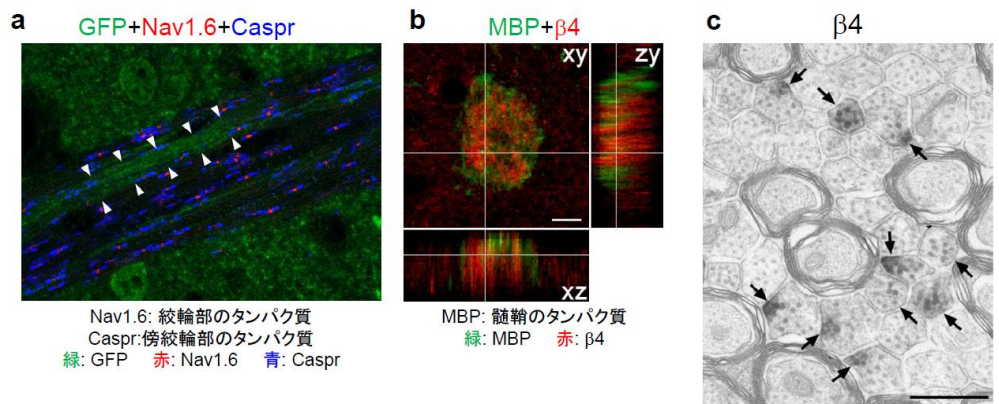 a
GFP+Nav1.6+Caspr
Nav1.6: 絞輪部のタンパク質
Caspr:傍絞輪部のタンパク質
緑: GFP 赤: Nav1.6 青: Caspr
b
MBP+β4
xy
zy
xz
MBP: 髄鞘のタンパク質
緑: MBP 赤: β4
c
β4